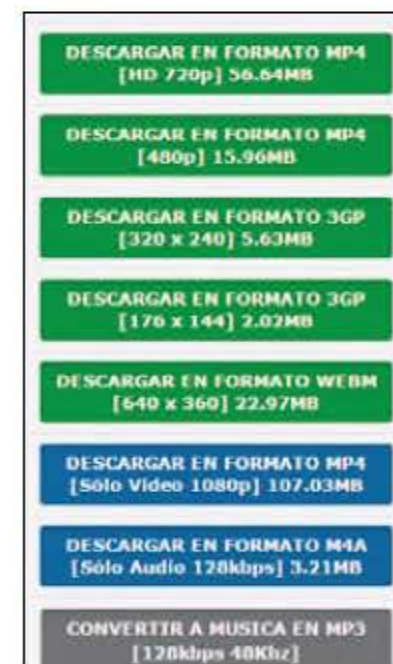 DESCARGAR EN FORMATO MP4
[HD 720p] 56.64MB
DESCARGAR EN FORMATO MP4
[480p] 15.96MB
DESCARGAR EN FORMATO 3GP
[320 x 240] 5.63MB
DESCARGAR EN FORMATO 3GP
[176 x 144] 2.02MB
DESCARGAR EN FORMATO WEBM
[640 x 360] 22.97MB
DESCARGAR EN FORMATO MP4
[Sólo Video 1080p] 107.03MB
DESCARGAR EN FORMATO M4A
[Sólo Audio 128kbps] 3.21MB
CONVERTIR A MUSICA EN MP3
[128kbps 48Khz]